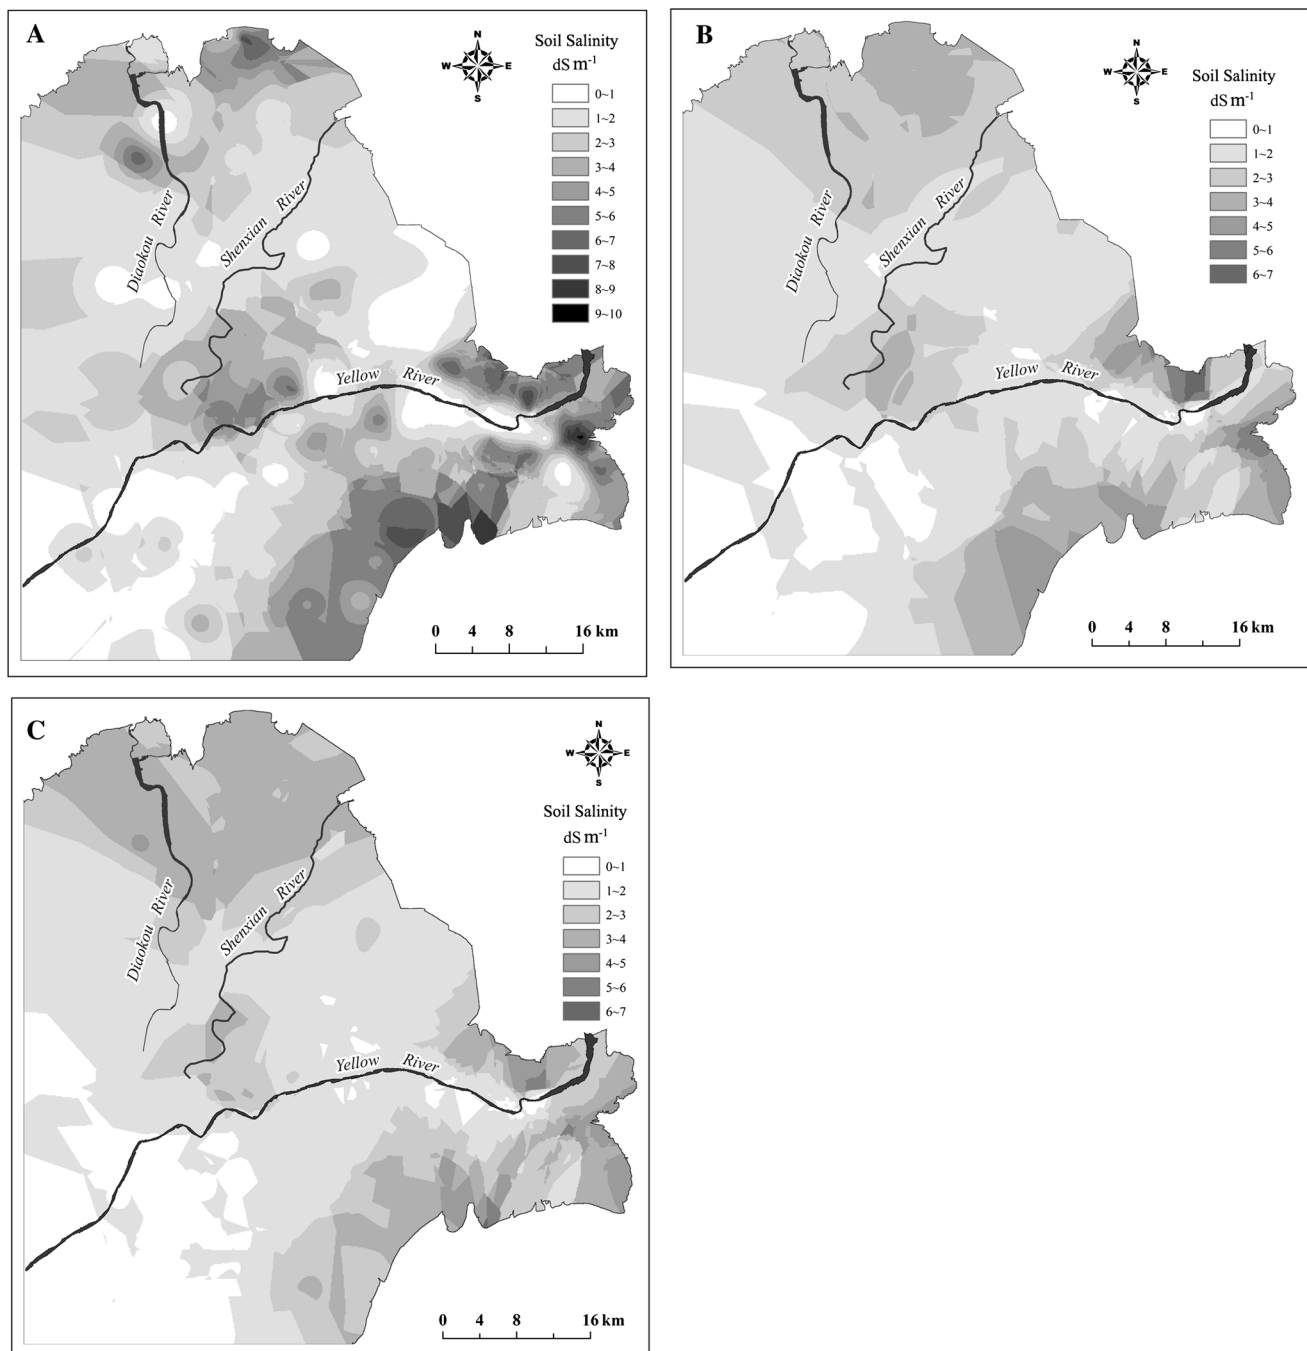 A
N
W E
S
Soil Salinity
dS m-1
0~1
1~2
2~3
3~4
4~5
5~6
6~7
7~8
8~9
9~10
Diaokou River
Shenxian River
Yellow River
0 4 8 16 km
B
N
W E
S
Soil Salinity
dS m-1
0~1
1~2
2~3
3~4
4~5
5~6
6~7
Diaokou River
Shenxian River
Yellow River
0 4 8 16 km
C
N
W E
S
Soil Salinity
dS m-1
0~1
1~2
2~3
3~4
4~5
5~6
6~7
Diaokou River
Shenxian River
Yellow River
0 4 8 16 km